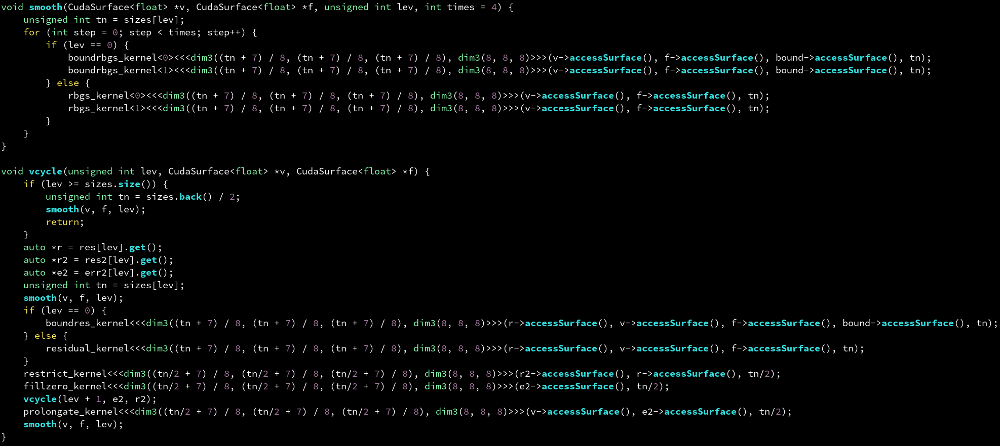 void smooth(CudaSurface<float> *v, CudaSurface<float> *f, unsigned int lev, int times = 4) {
    unsigned int tn = sizes[lev];
    for (int step = 0; step < times; step++) {
        if (lev == 0) {
            boundrbgs_kernel<0><<<dim3((tn + 7) / 8, (tn + 7) / 8, (tn + 7) / 8), dim3(8, 8, 8)>>>(v->accessSurface(), f->accessSurface(), bound->accessSurface(), tn);
            boundrbgs_kernel<1><<<dim3((tn + 7) / 8, (tn + 7) / 8, (tn + 7) / 8), dim3(8, 8, 8)>>>(v->accessSurface(), f->accessSurface(), bound->accessSurface(), tn);
        } else {
            rbgs_kernel<0><<<dim3((tn + 7) / 8, (tn + 7) / 8, (tn + 7) / 8), dim3(8, 8, 8)>>>(v->accessSurface(), f->accessSurface(), tn);
            rbgs_kernel<1><<<dim3((tn + 7) / 8, (tn + 7) / 8, (tn + 7) / 8), dim3(8, 8, 8)>>>(v->accessSurface(), f->accessSurface(), tn);
        }
    }
}

void vcycle(unsigned int lev, CudaSurface<float> *v, CudaSurface<float> *f) {
    if (lev >= sizes.size()) {
        unsigned int tn = sizes.back() / 2;
        smooth(v, f, lev);
        return;
    }
    auto *r = res[lev].get();
    auto *r2 = res2[lev].get();
    auto *e2 = err2[lev].get();
    unsigned int tn = sizes[lev];
    smooth(v, f, lev);
    if (lev == 0) {
        boundres_kernel<<<dim3((tn + 7) / 8, (tn + 7) / 8, (tn + 7) / 8), dim3(8, 8, 8)>>>(r->accessSurface(), v->accessSurface(), f->accessSurface(), bound->accessSurface(), tn);
    } else {
        residual_kernel<<<dim3((tn + 7) / 8, (tn + 7) / 8, (tn + 7) / 8), dim3(8, 8, 8)>>>(r->accessSurface(), v->accessSurface(), f->accessSurface(), tn);
    }
    restrict_kernel<<<dim3((tn/2 + 7) / 8, (tn/2 + 7) / 8, (tn/2 + 7) / 8), dim3(8, 8, 8)>>>(r2->accessSurface(), r->accessSurface(), tn/2);
    fillzero_kernel<<<dim3((tn/2 + 7) / 8, (tn/2 + 7) / 8, (tn/2 + 7) / 8), dim3(8, 8, 8)>>>(e2->accessSurface(), tn/2);
    vcycle(lev + 1, e2, r2);
    prolongate_kernel<<<dim3((tn/2 + 7) / 8, (tn/2 + 7) / 8, (tn/2 + 7) / 8), dim3(8, 8, 8)>>>(v->accessSurface(), e2->accessSurface(), tn/2);
    smooth(v, f, lev);
}